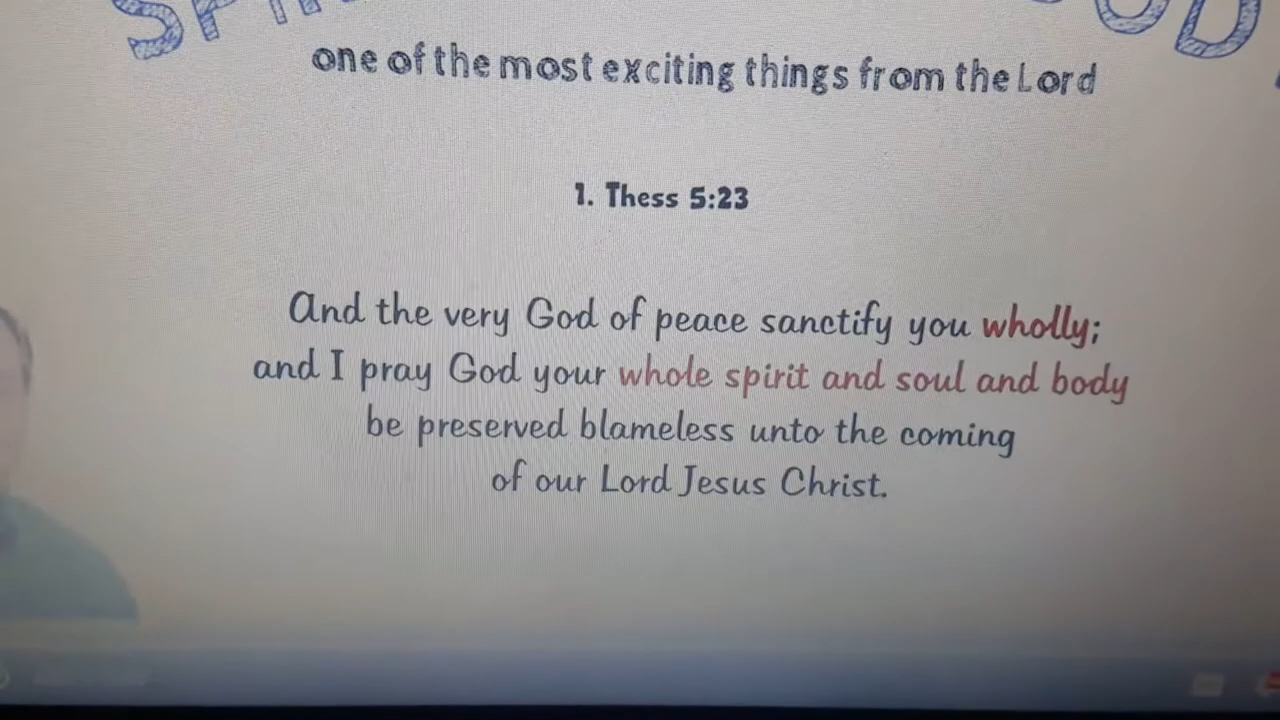 one of the most exciting things from the Lord
1. Thess 5:23
And the very God of peace sanctify you wholly;
and I pray God your whole spirit and soul and body
be preserved blameless unto the coming
of our Lord Jesus Christ.